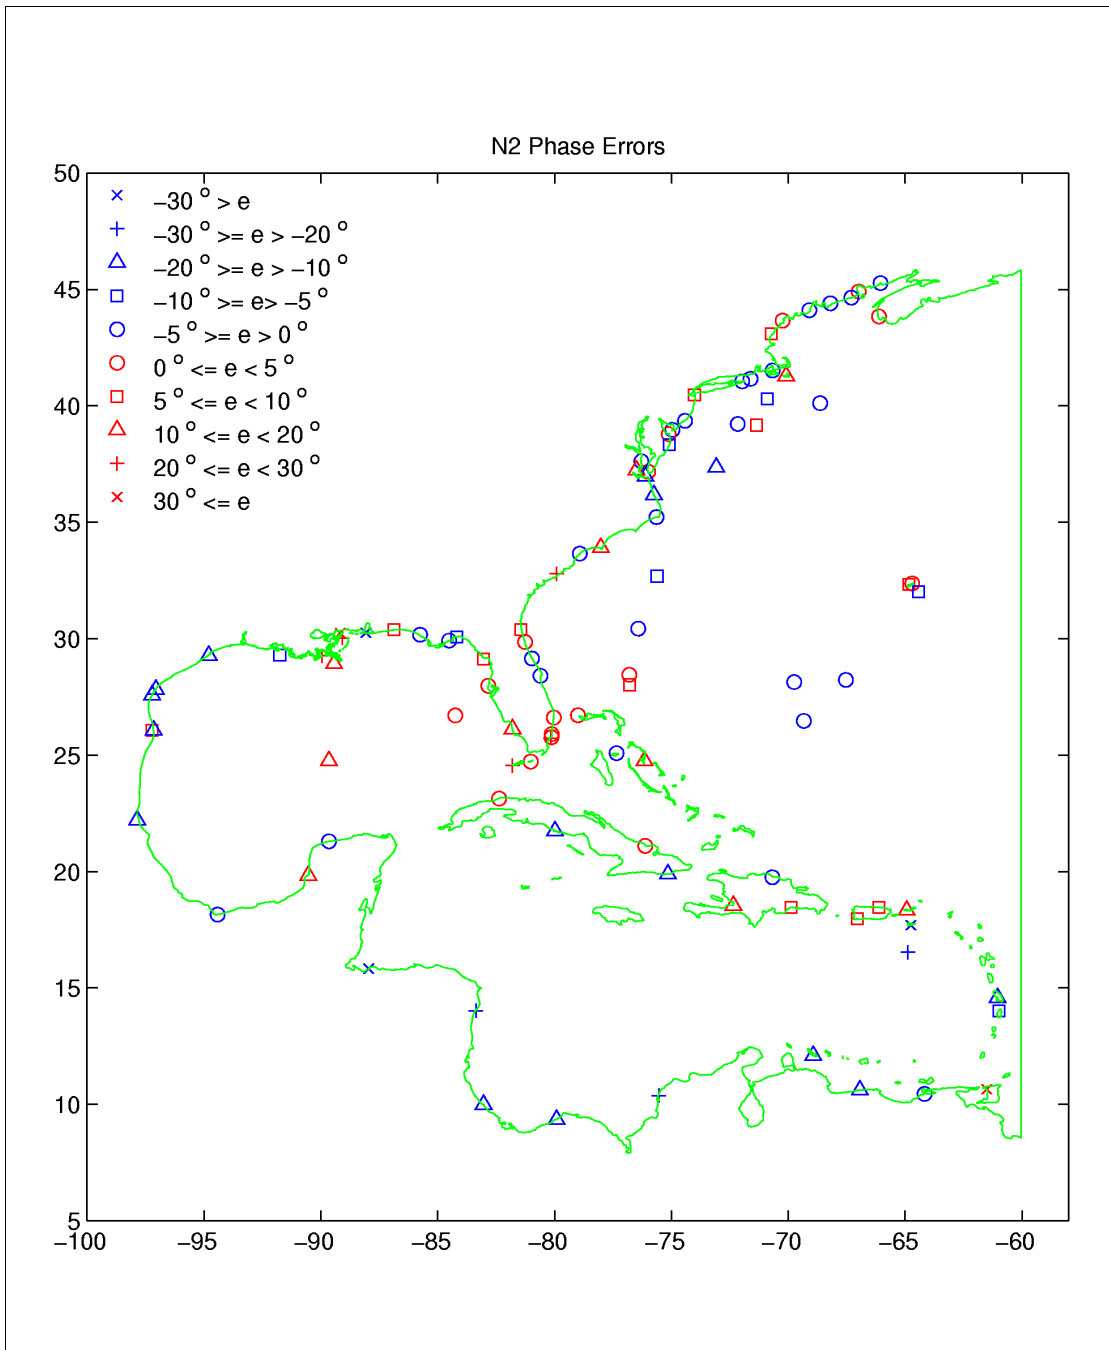 N2 Phase Errors
50
45
40
35
30
25
20
15
10
5
−30 ° > e
−30 ° >= e > −20 °
−20 ° >= e > −10 °
−10 ° >= e> −5 °
−5 ° >= e > 0 °
0 ° <= e < 5 °
5 ° <= e < 10 °
10 ° <= e < 20 °
20 ° <= e < 30 °
30 ° <= e
−100 −95 −90 −85 −80 −75 −70 −65 −60